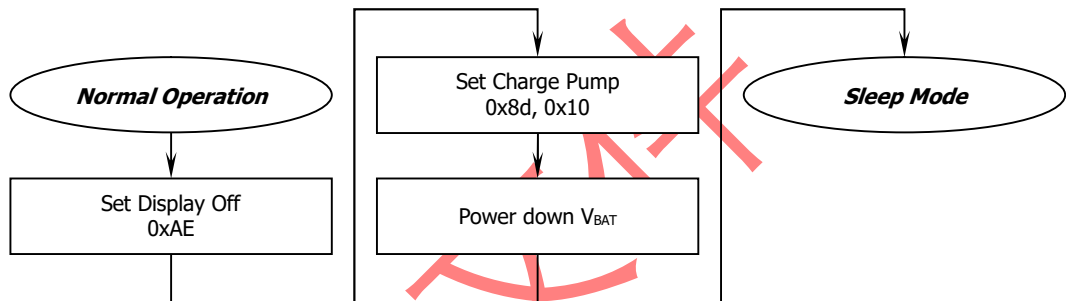 Normal Operation
Set Display Off
0xAE
Set Charge Pump
0x8d, 0x10
Power down VBAT
Sleep Mode